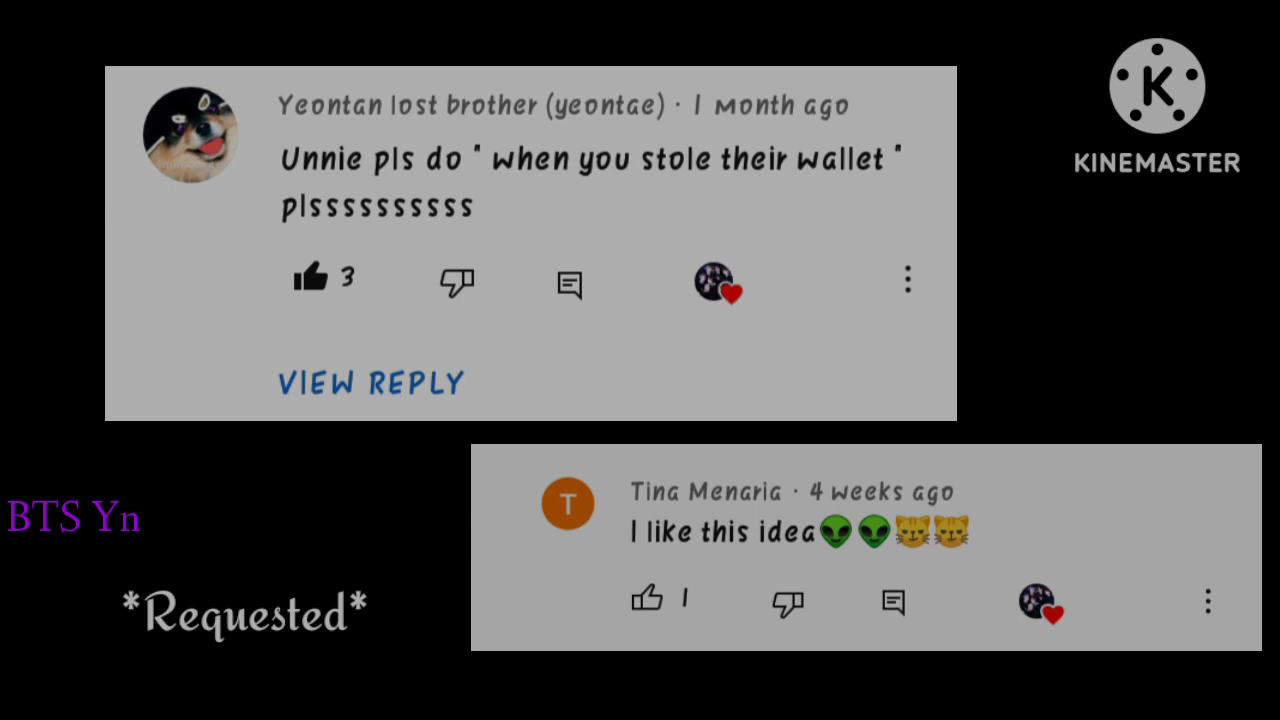 Yeontan lost brother (yeontae) · 1 month ago
Unnie pls do " when you stole their wallet "
plssssssssss
3
VIEW REPLY
KINEMASTER
BTS Yn
*Requested*
T
Tina Menaria · 4 weeks ago
I like this idea👽👽😼😼
1